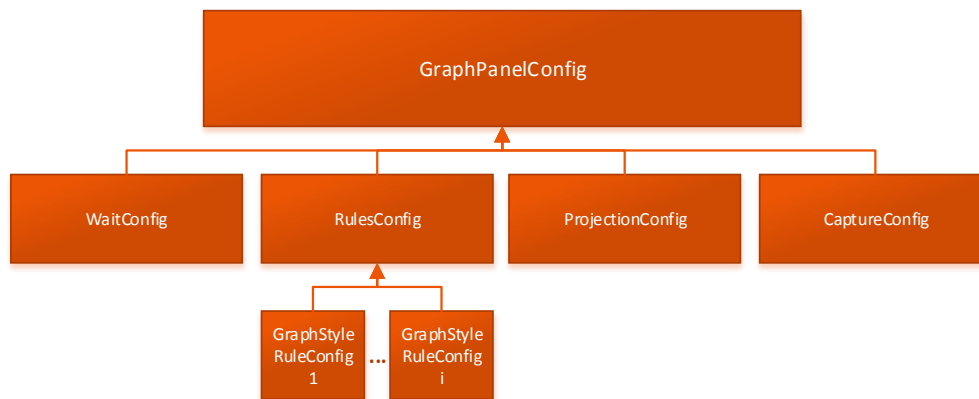 GraphPanelConfig
WaitConfig
RulesConfig
ProjectionConfig
CaptureConfig
GraphStyle
RuleConfig
1
...
GraphStyle
RuleConfig
i